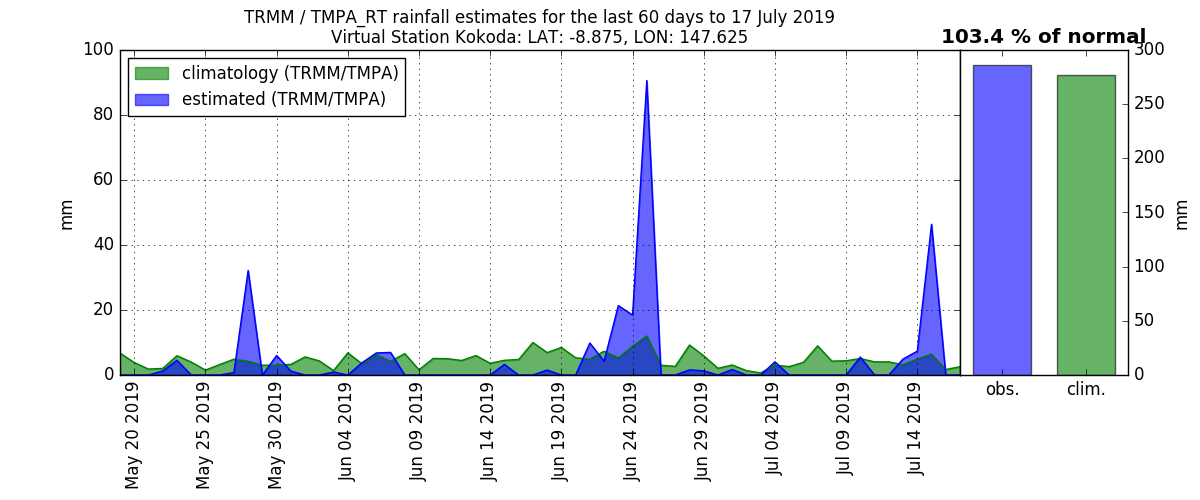 TRMM / TMPA_RT rainfall estimates for the last 60 days to 17 July 2019
Virtual Station Kokoda: LAT: -8.875, LON: 147.625
103.4 % of normal
climatology (TRMM/TMPA)
estimated (TRMM/TMPA)
100
80
60
40
20
0
mm
May 20 2019
May 25 2019
May 30 2019
Jun 04 2019
Jun 09 2019
Jun 14 2019
Jun 19 2019
Jun 24 2019
Jun 29 2019
Jul 04 2019
Jul 09 2019
Jul 14 2019
300
250
200
150
100
50
0
mm
obs.
clim.